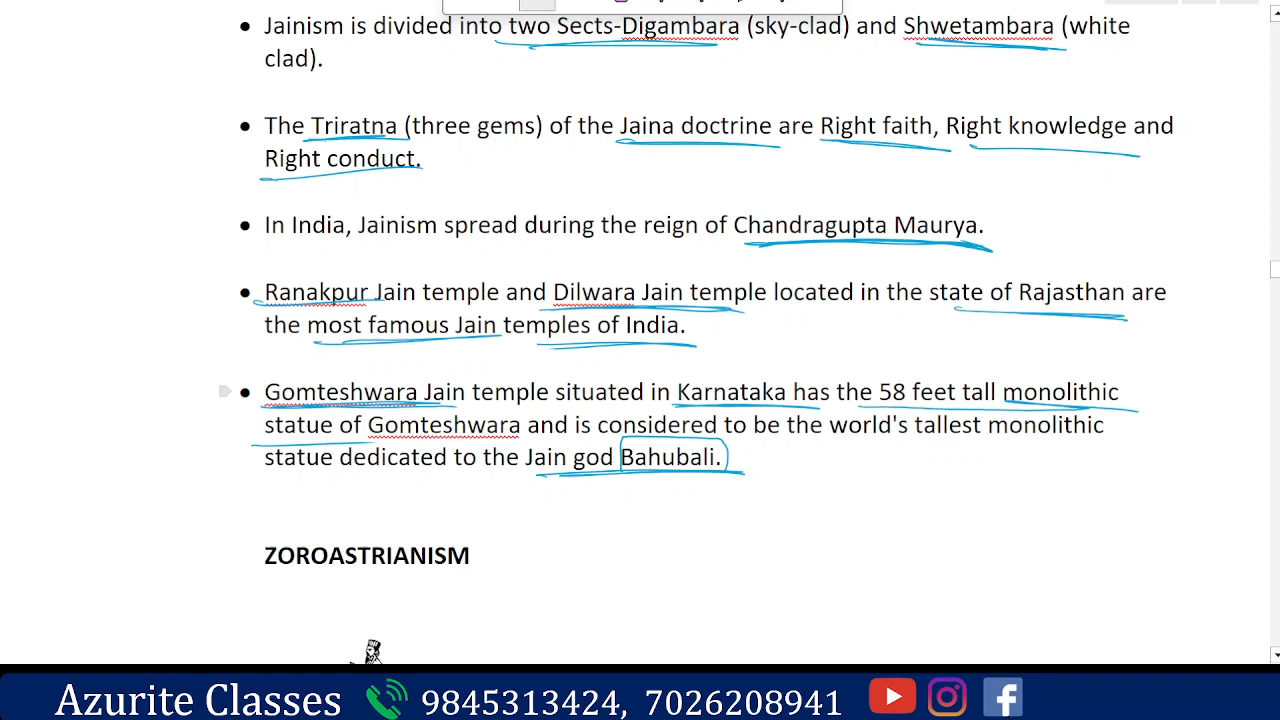 • Jainism is divided into two Sects-Digambara (sky-clad) and Shwetambara (white
clad).
• The Triratna (three gems) of the Jaina doctrine are Right faith, Right knowledge and
Right conduct.
• In India, Jainism spread during the reign of Chandragupta Maurya.
• Ranakpur Jain temple and Dilwara Jain temple located in the state of Rajasthan are
the most famous Jain temples of India.
• Gomteshwara Jain temple situated in Karnataka has the 58 feet tall monolithic
statue of Gomteshwara and is considered to be the world's tallest monolithic
statue dedicated to the Jain god Bahubali.
ZOROASTRIANISM
Azurite Classes 9845313424, 7026208941